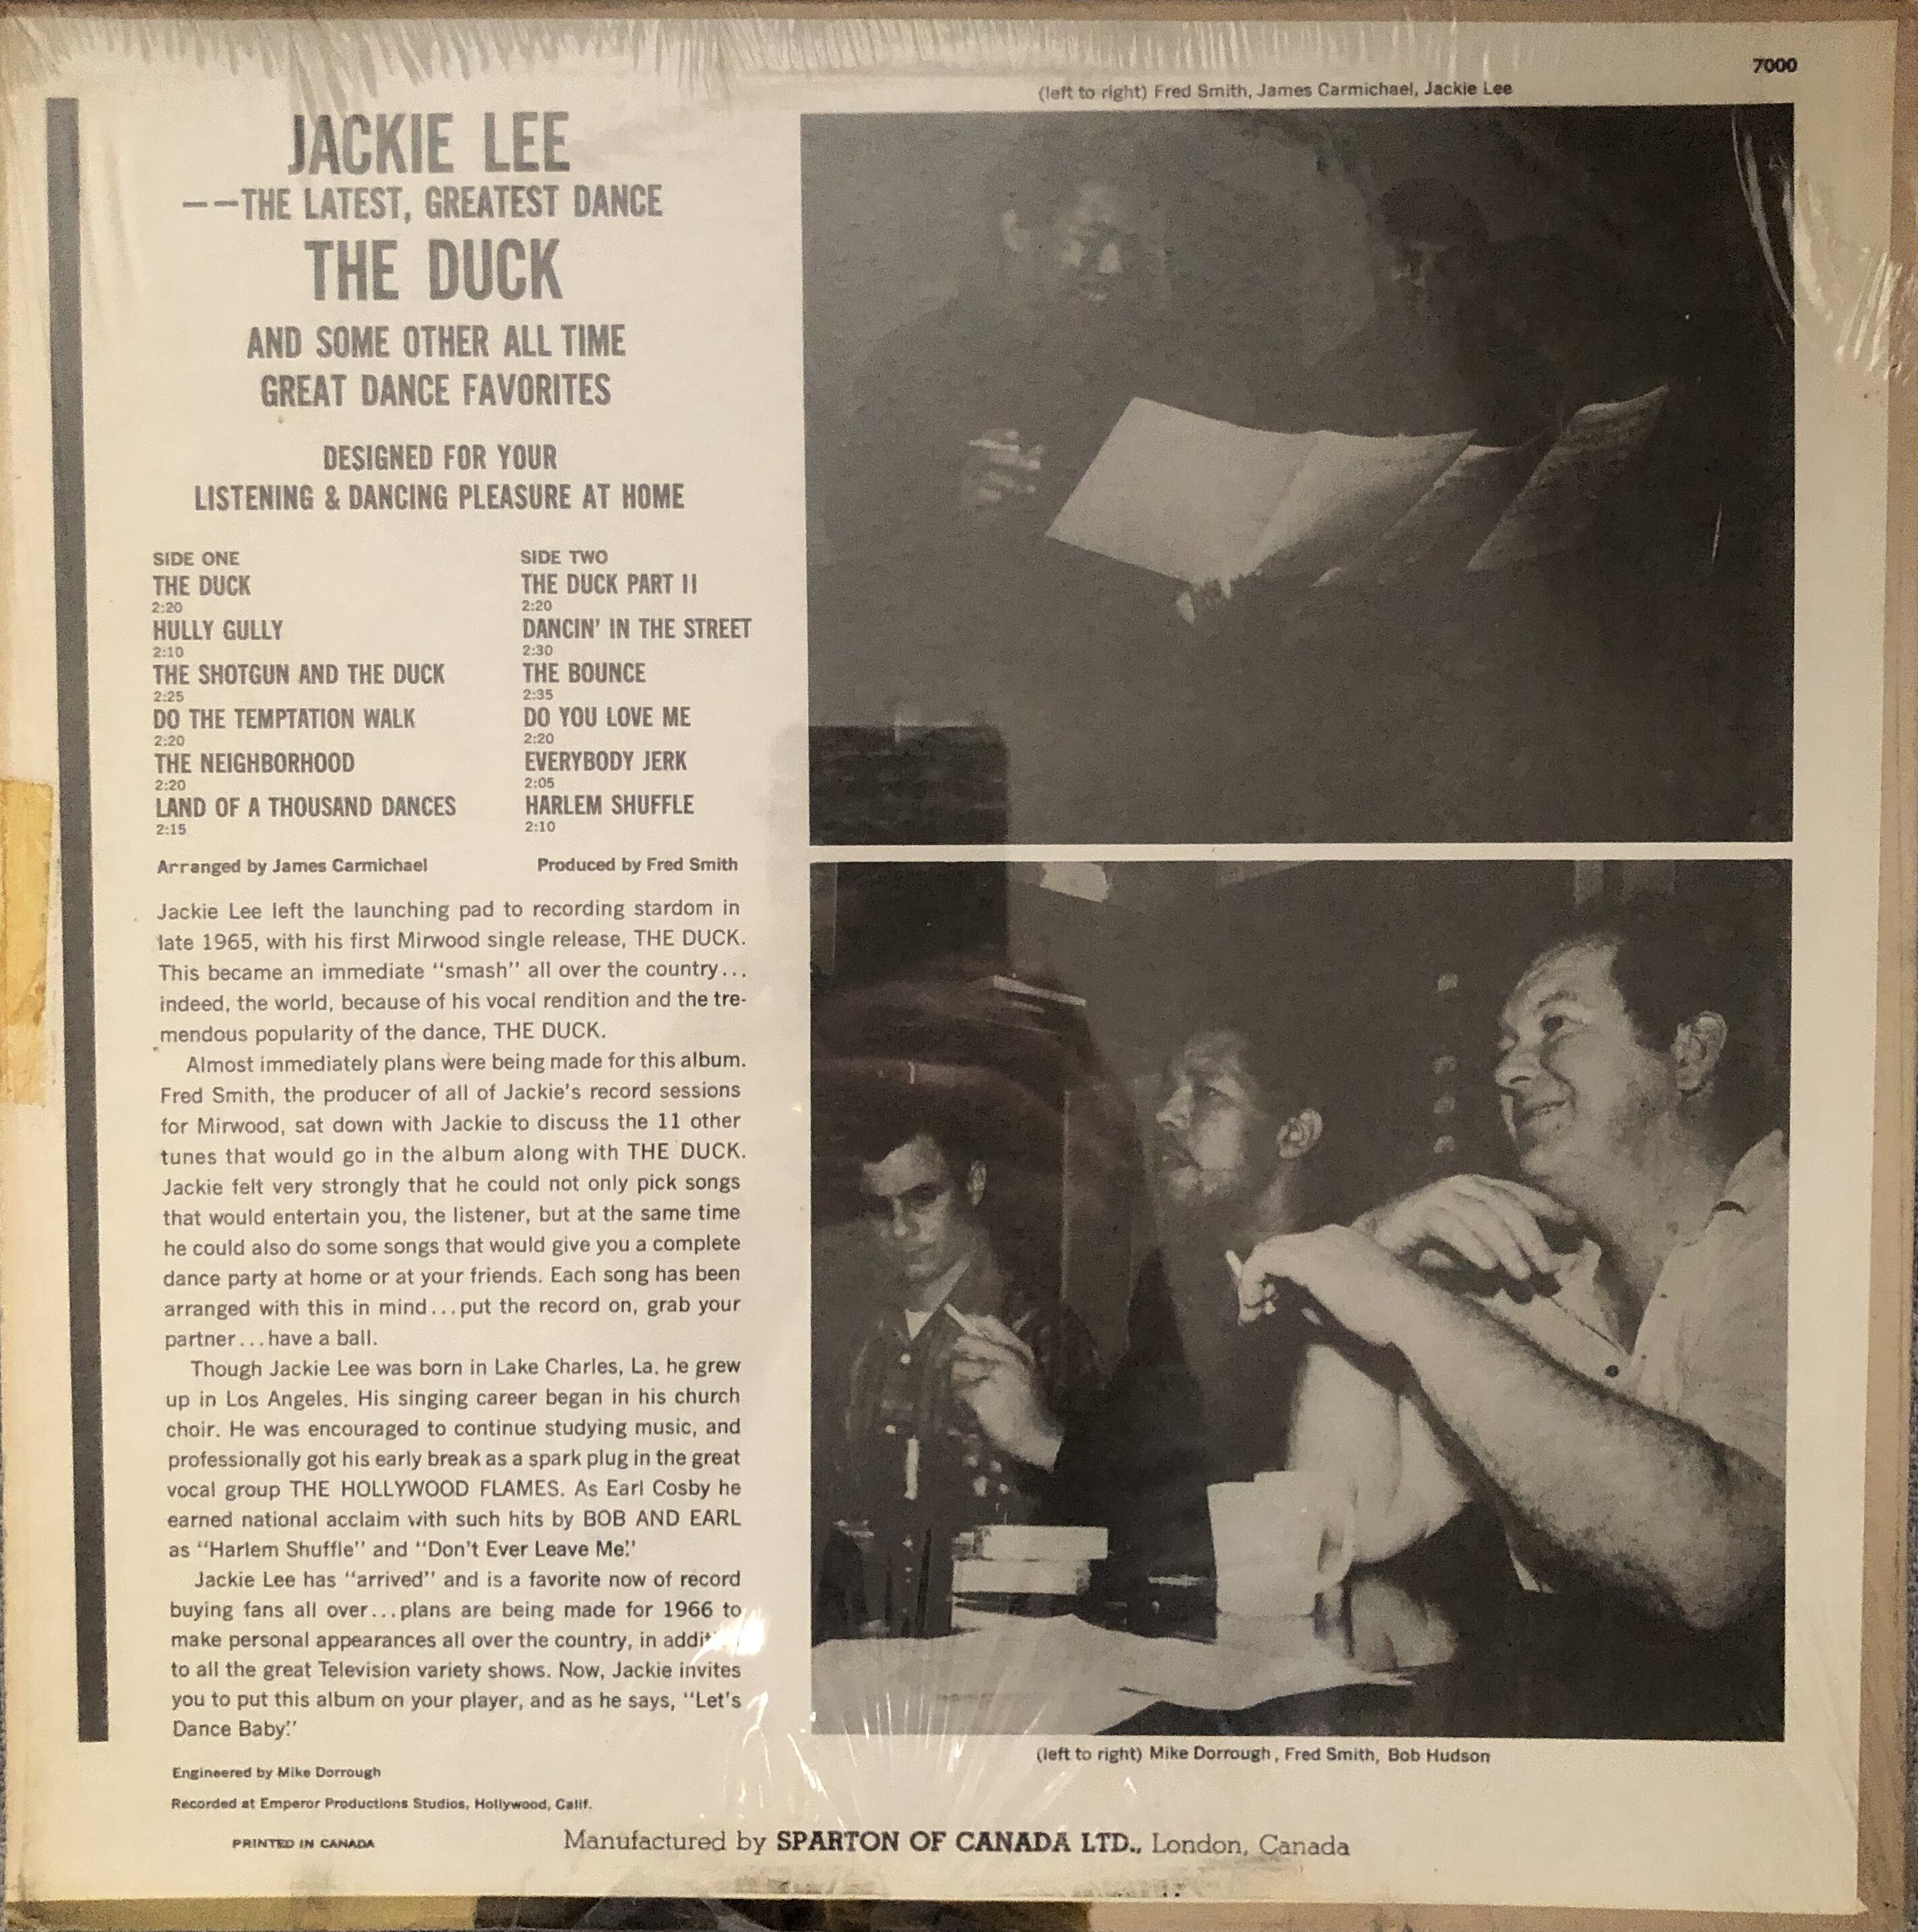 7000
(left to right) Fred Smith, James Carmichael, Jackie Lee
JACKIE LEE
--THE LATEST, GREATEST DANCE
THE DUCK
AND SOME OTHER ALL TIME
GREAT DANCE FAVORITES
DESIGNED FOR YOUR
LISTENING & DANCING PLEASURE AT HOME
SIDE ONE
THE DUCK
2:20
HULLY GULLY
2:10
THE SHOTGUN AND THE DUCK
2:25
DO THE TEMPTATION WALK
2:20
THE NEIGHBORHOOD
2:20
LAND OF A THOUSAND DANCES
2:15
SIDE TWO
THE DUCK PART II
2:20
DANCIN' IN THE STREET
2:30
THE BOUNCE
2:35
DO YOU LOVE ME
2:20
EVERYBODY JERK
2:05
HARLEM SHUFFLE
2:10
Arranged by James Carmichael
Produced by Fred Smith
Jackie Lee left the launching pad to recording stardom in
late 1965, with his first Mirwood single release, THE DUCK.
This became an immediate "smash" all over the country...
indeed, the world, because of his vocal rendition and the tre-
mendous popularity of the dance, THE DUCK.
Almost immediately plans were being made for this album.
Fred Smith, the producer of all of Jackie's record sessions
for Mirwood, sat down with Jackie to discuss the 11 other
tunes that would go in the album along with THE DUCK.
Jackie felt very strongly that he could not only pick songs
that would entertain you, the listener, but at the same time
he could also do some songs that would give you a complete
dance party at home or at your friends. Each song has been
arranged with this in mind...put the record on, grab your
partner...have a ball.
Though Jackie Lee was born in Lake Charles, La. he grew
up in Los Angeles. His singing career began in his church
choir. He was encouraged to continue studying music, and
professionally got his early break as a spark plug in the great
vocal group THE HOLLYWOOD FLAMES. As Earl Cosby he
earned national acclaim with such hits by BOB AND EARL
as "Harlem Shuffle" and "Don't Ever Leave Me."
Jackie Lee has "arrived" and is a favorite now of record
buying fans all over...plans are being made for 1966 to
make personal appearances all over the country, in
to all the great Television variety shows. Now, Jackie invites
you to put this album on your player, and as he says, "Let's
Dance Baby."
Engineered by Mike Dorrough
Recorded at Emperor Productions Studios, Hollywood, Calif.
(left to right) Mike Dorrough, Fred Smith, Bob Hudson
PRINTED IN CANADA
Manufactured by SPARTON OF CANADA LTD., London, Canada